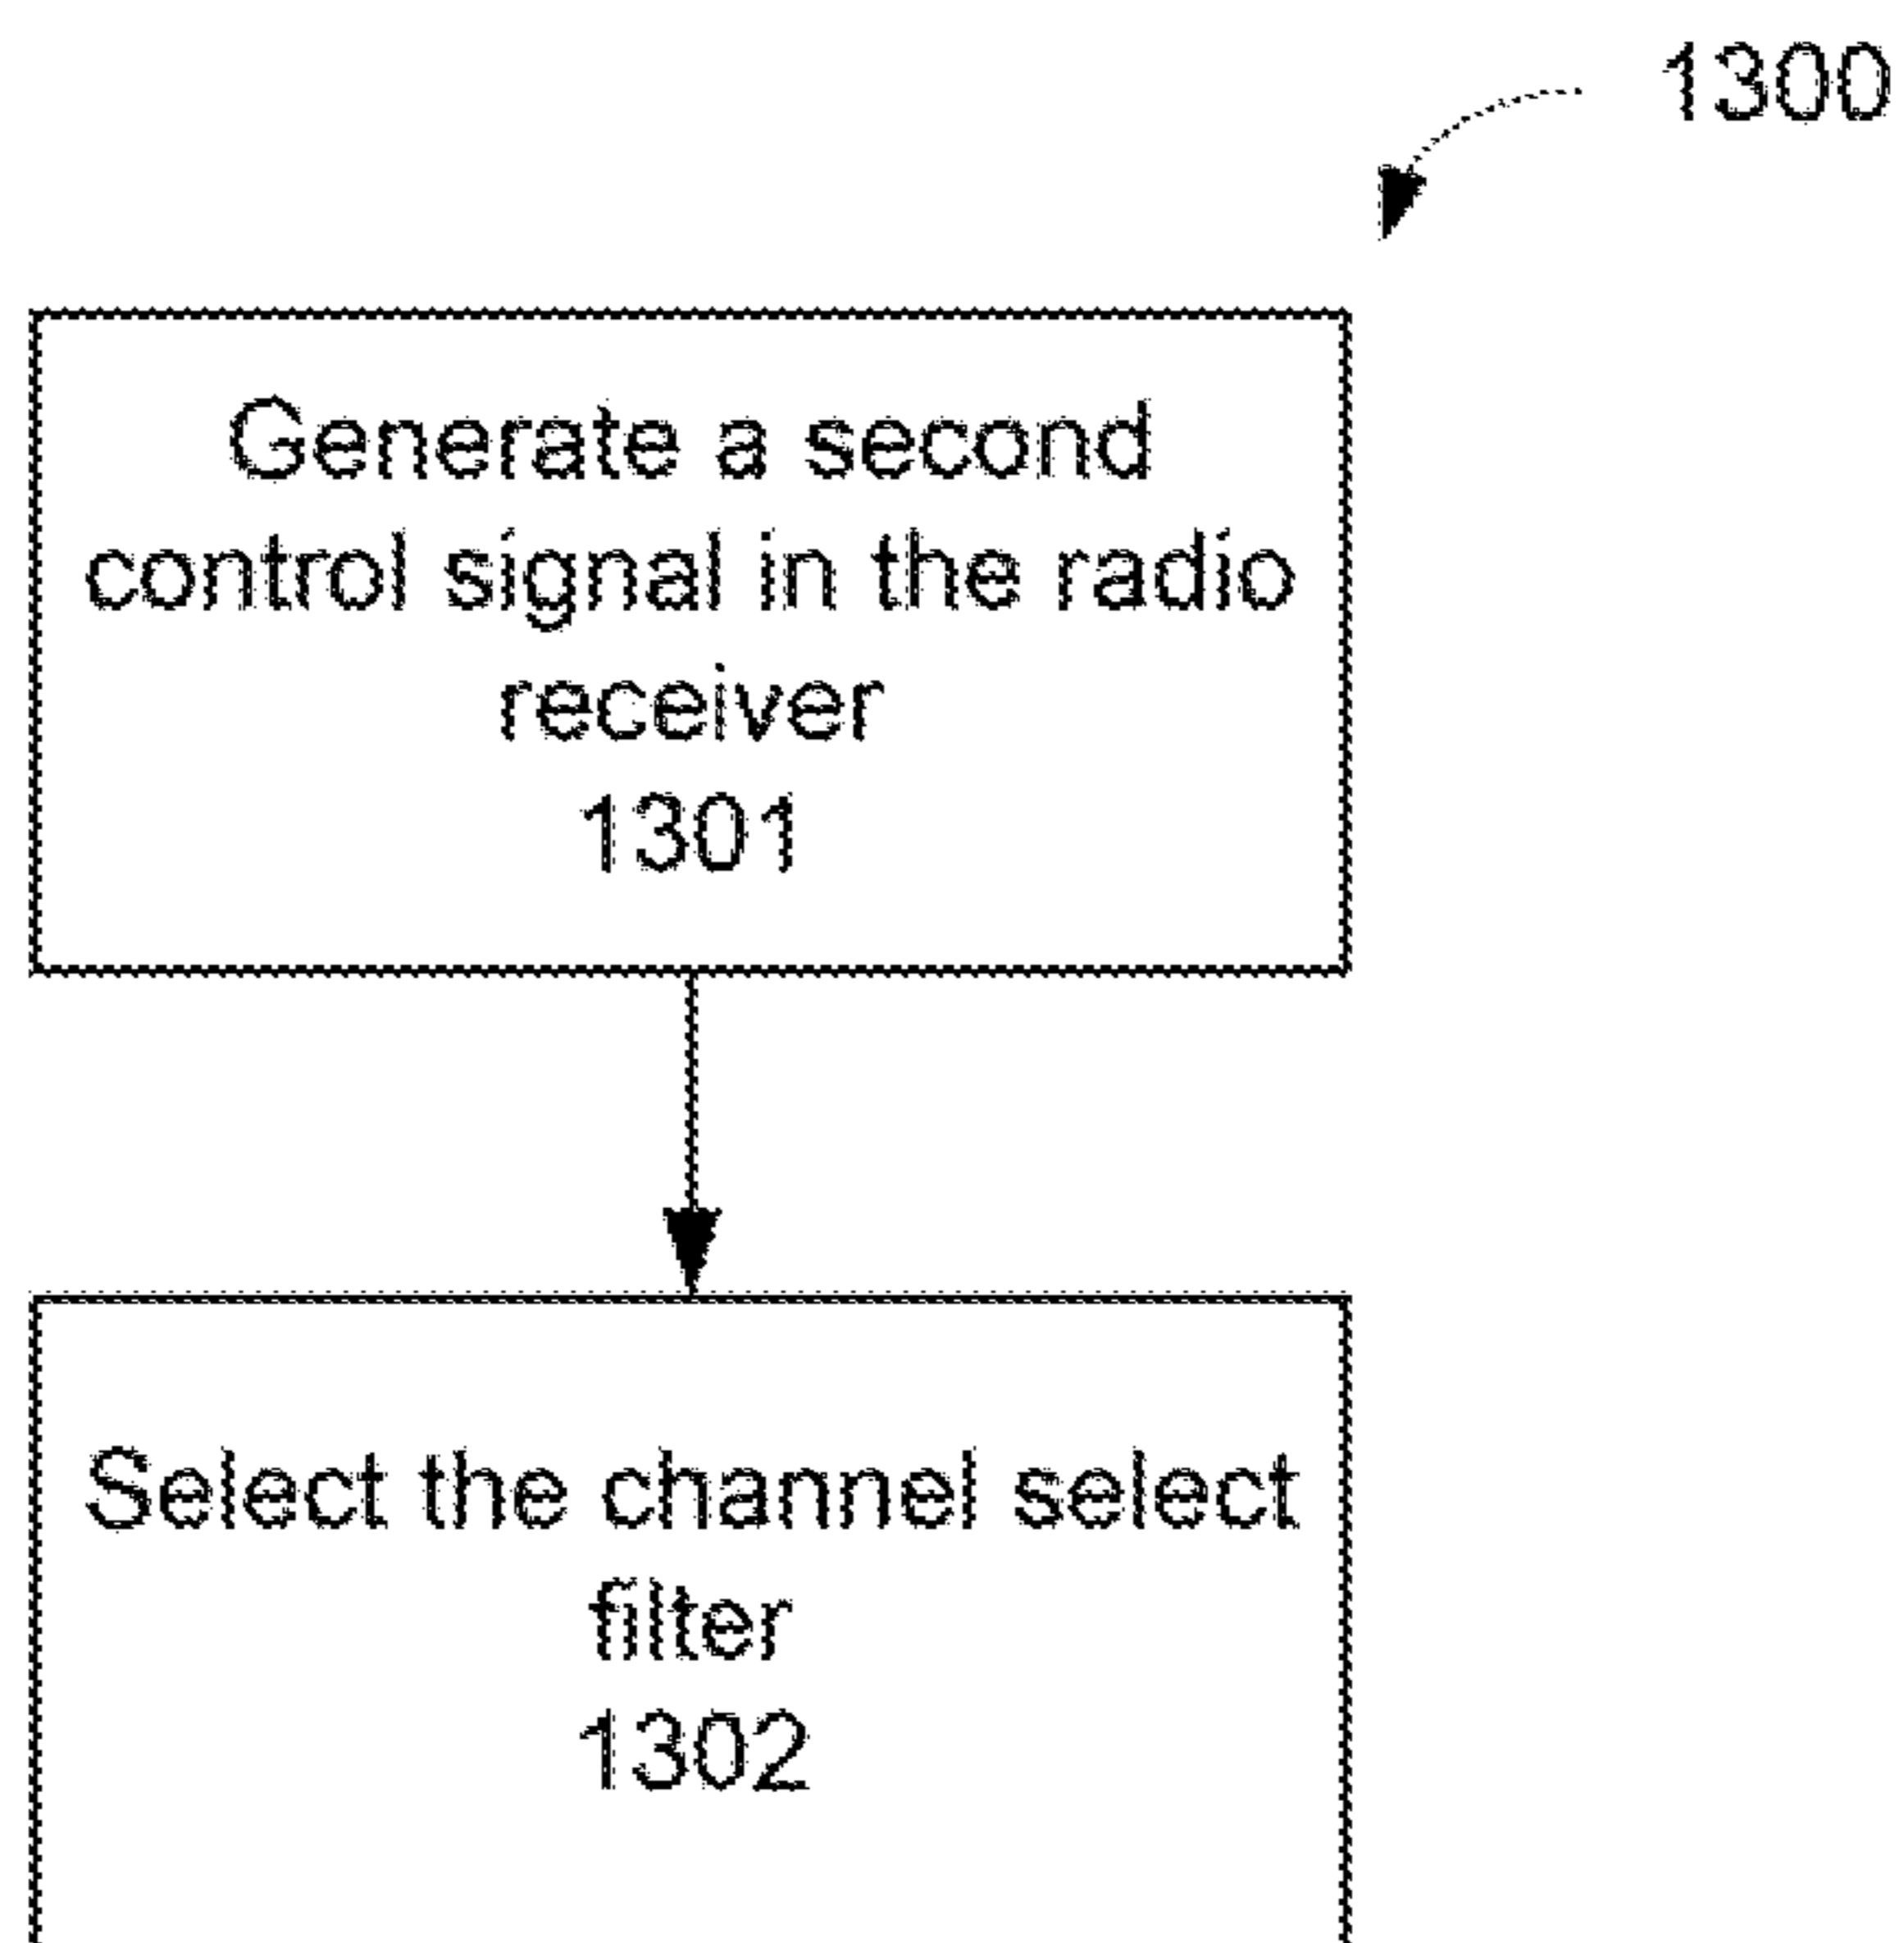 1300
Generate a second
control signal in the radio
receiver
1301
Select the channel select
filter
1302